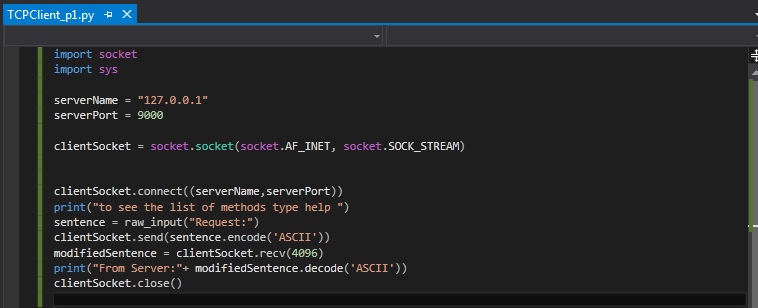 TCPClient_p1.py
import socket
import sys
serverName = "127.0.0.1"
serverPort = 9000
clientSocket = socket.socket(socket.AF_INET, socket.SOCK_STREAM)
clientSocket.connect((serverName,serverPort))
print("to see the list of methods type help ")
sentence = raw_input("Request:")
clientSocket.send(sentence.encode('ASCII'))
modifiedSentence = clientSocket.recv(4096)
print("From Server:"+ modifiedSentence.decode('ASCII'))
clientSocket.close()